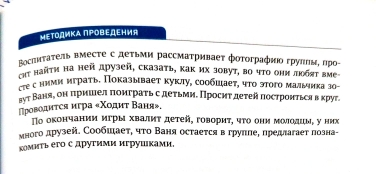 МЕТОДИКА ПРОВЕДЕНИЯ
Воспитатель вместе с детьми рассматривает фотографию группы, про-
сит найти на ней друзей, сказать, как их зовут, во что они любят вме-
сте с ними играть. Показывает куклу, сообщает, что этого мальчика зо-
вут Ваня, он пришел поиграть с детьми. Просит детей построиться в круг.
Проводится игра «Ходит Ваня».
По окончании игры хвалит детей, говорит, что они молодцы, у них
много друзей. Сообщает, что Ваня остается в группе, предлагает позна-
комить его с другими игрушками.